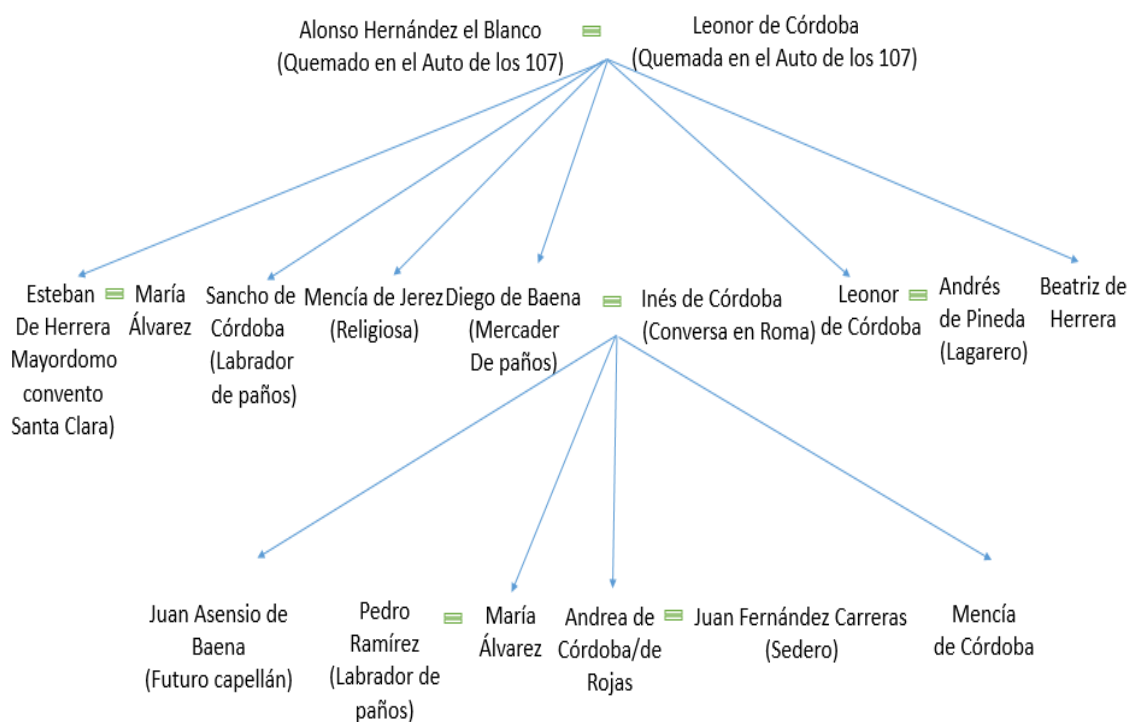 Alonso Hernández el Blanco
(Quemado en el Auto de los 107)
Leonor de Córdoba
(Quemada en el Auto de los 107)
Esteban
De Herrera
Mayordomo
convento
Santa Clara)
María
Álvarez
Sancho de
Córdoba
(Labrador
de paños)
Mencía de Jerez
(Religiosa)
Diego de Baena
(Mercader
De paños)
Inés de Córdoba
(Conversa en Roma)
Leonor
de Córdoba
Andrés
de Pineda
(Lagarero)
Beatriz de
Herrera
Juan Asensio de
Baena
(Futuro capellán)
Pedro
Ramírez
(Labrador de
paños)
María
Álvarez
Andrea de
Córdoba/de
Rojas
Juan Fernández Carreras
(Sedero)
Mencía
de Córdoba